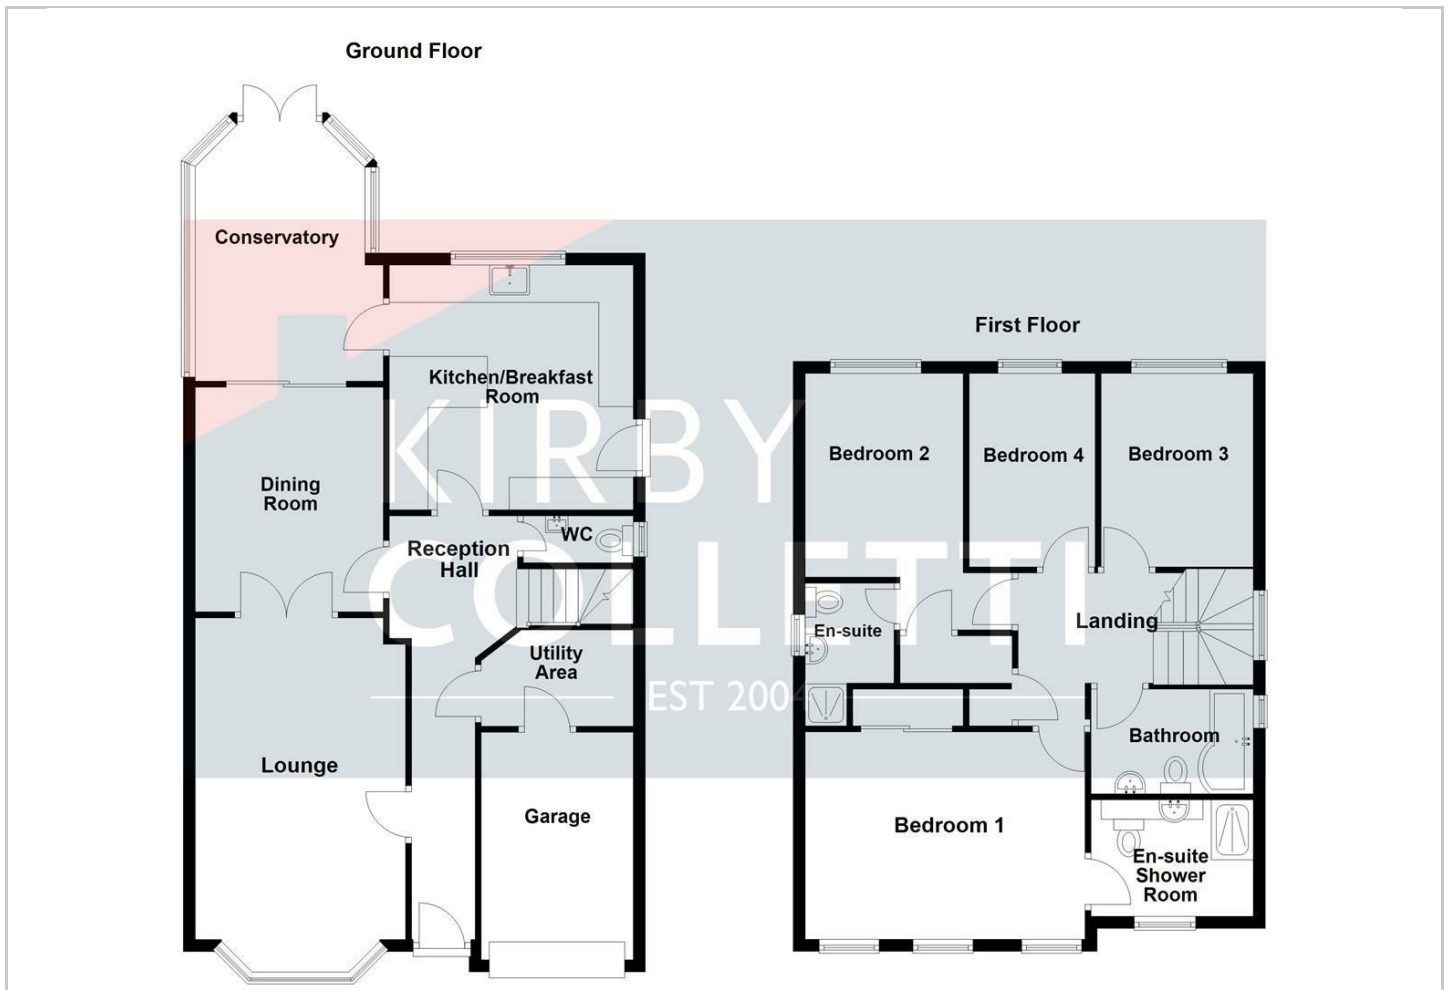 Ground Floor
Conservatory
Kitchen/Breakfast
Room
Dining
Room
Reception
Hall
WC
Utility
Area
Lounge
Garage
First Floor
Bedroom 2
Bedroom 4
Bedroom 3
En-suite
Landing
Bathroom
Bedroom 1
En-suite
Shower
Room
KIRBY
COLLETTI
EST 2004